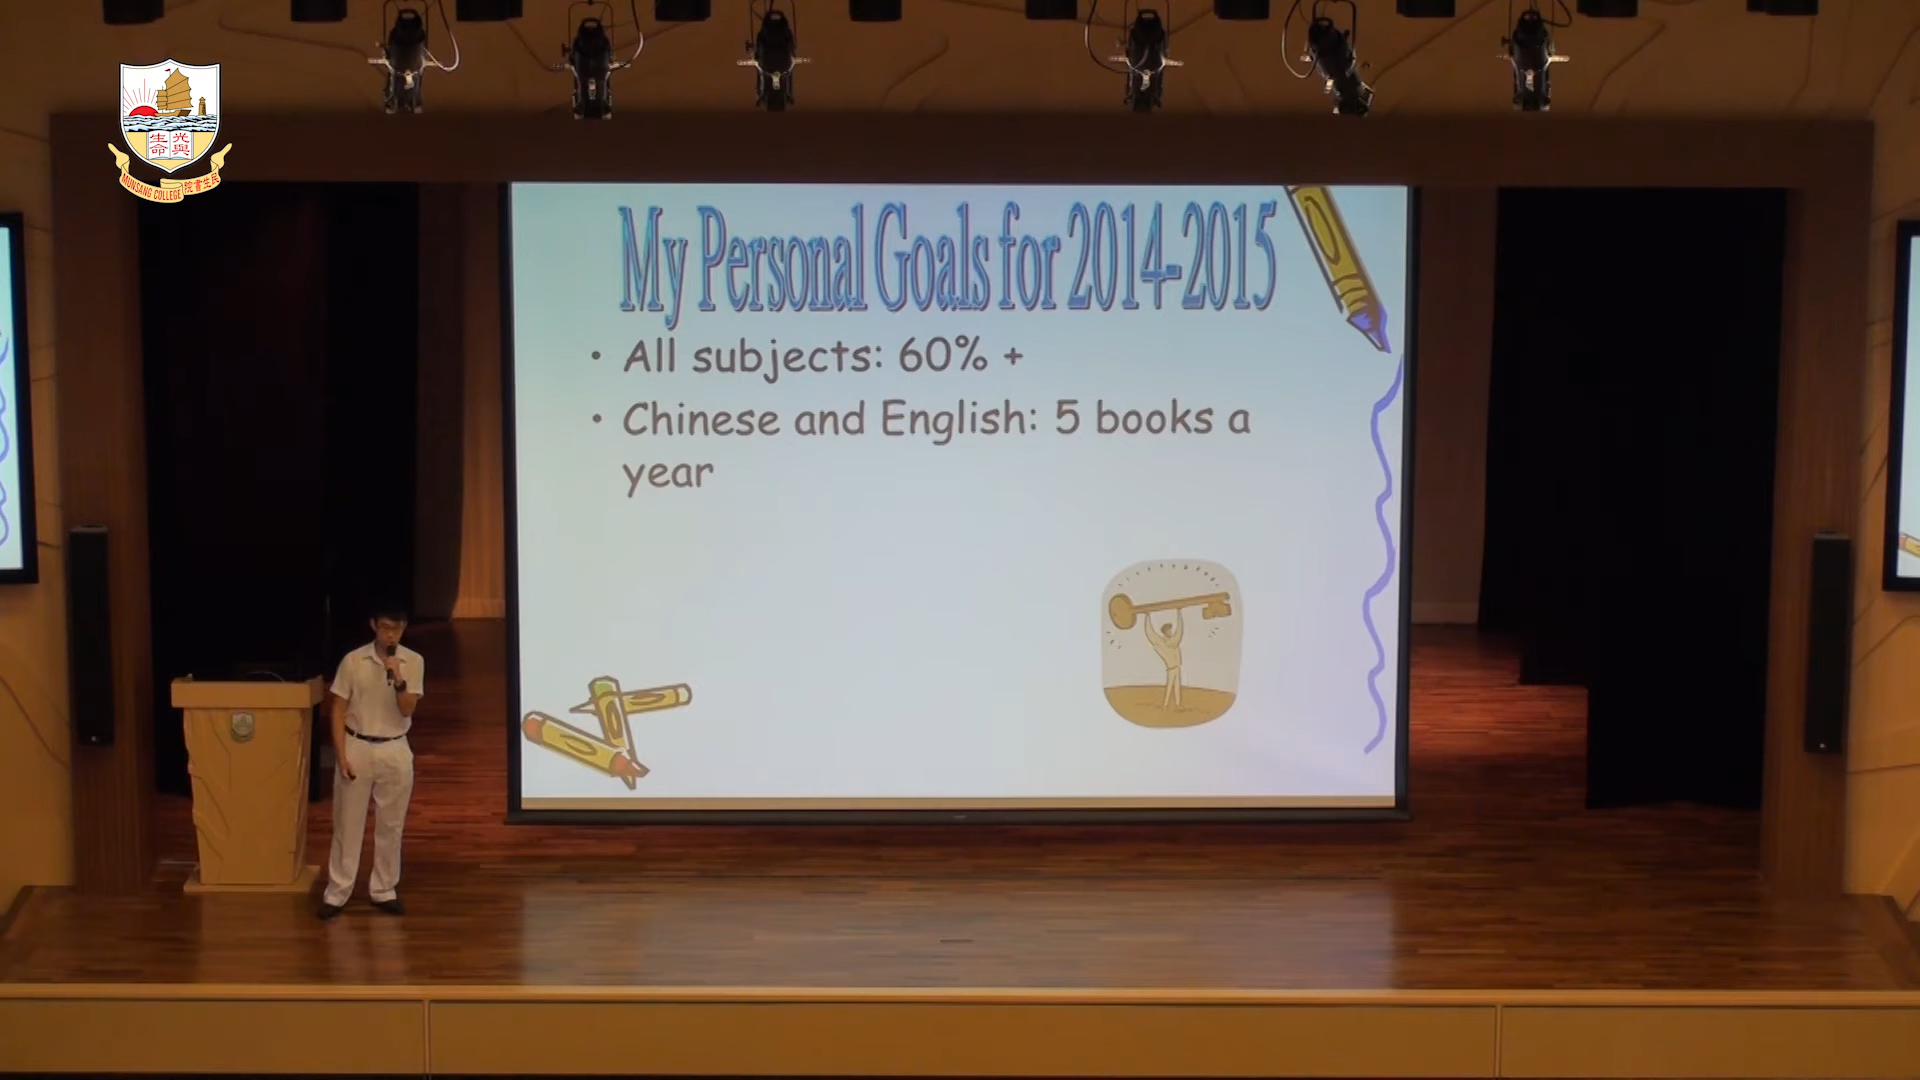 光與
生命
MUNSANG COLLEGE 民生書院
My Personal Goals for 2014-2015
• All subjects: 60% +
• Chinese and English: 5 books a
year